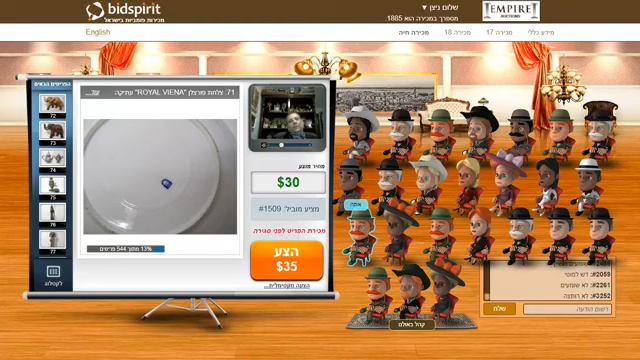 bidspirit
מכירות פומביות בישראל
English
שלום ניצן ▼
מספרך במכירה הוא 1885.
EMPIRE
AUCTIONS
מידע כללי
מכירה 17
מכירה 18
מכירה חיה
הפריטים הבאים
72
73
74
75
76
77
לקטלוג
71: צלחת פורצלן "ROYAL VIENA" עתיקה
עוד...
13% מתוך 544 פריטים
מחיר מוצע
$30
מציע מוביל: #1509
מכירת הפריט לפני סגירה
הצע
$35
הצעה מקסימלית...
אתה
קהל באולם
#2059: דש למוטי
#2261: לא שומעים
#3252: לא רוחצה
רשום הודעה
שלח